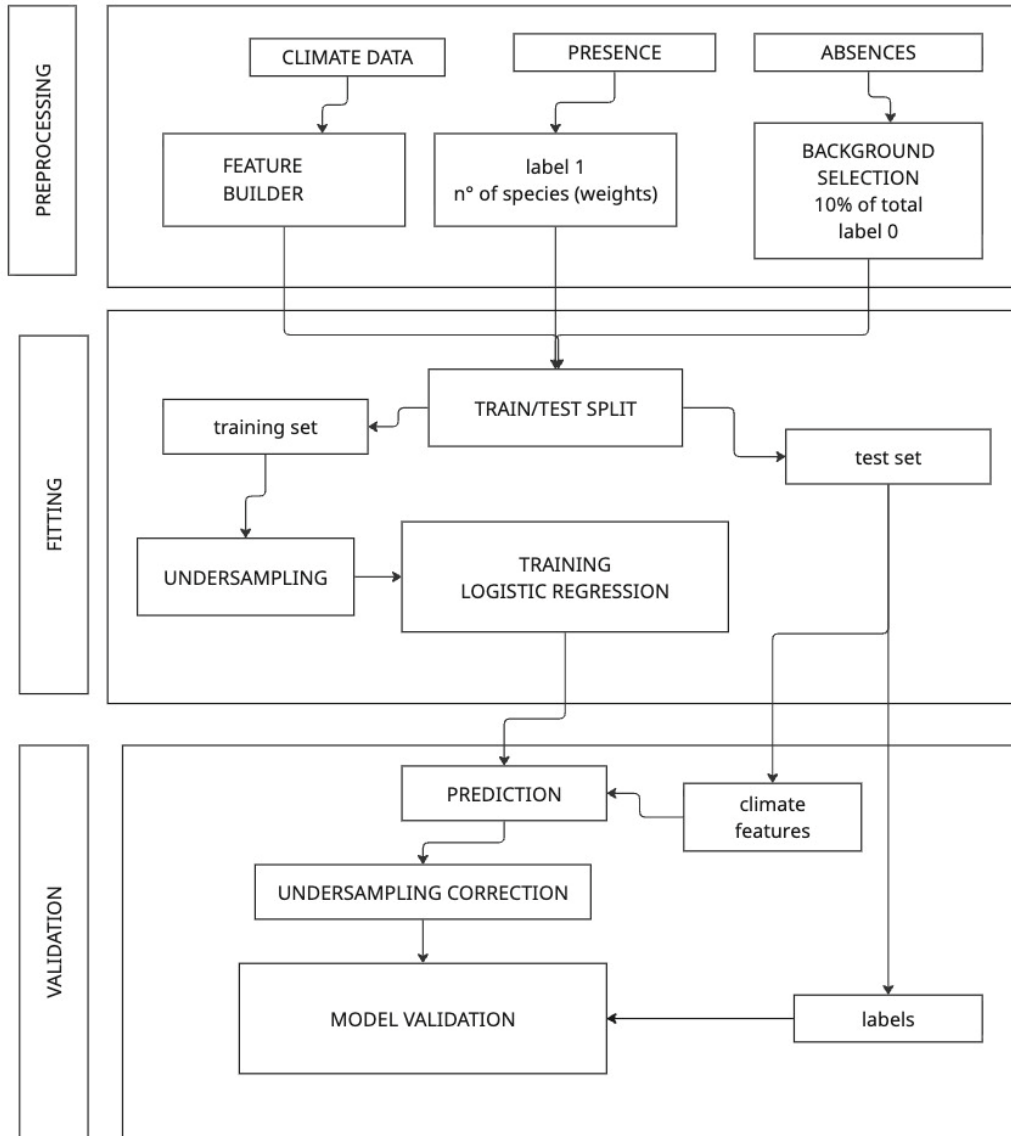 PREPROCESSING
CLIMATE DATA
PRESENCE
ABSENCES
FEATURE
BUILDER
label 1
n° of species (weights)
BACKGROUND
SELECTION
10% of total
label 0
FITTING
TRAIN/TEST SPLIT
training set
test set
UNDERSAMPLING
TRAINING
LOGISTIC REGRESSION
VALIDATION
PREDICTION
climate
features
UNDERSAMPLING CORRECTION
MODEL VALIDATION
labels